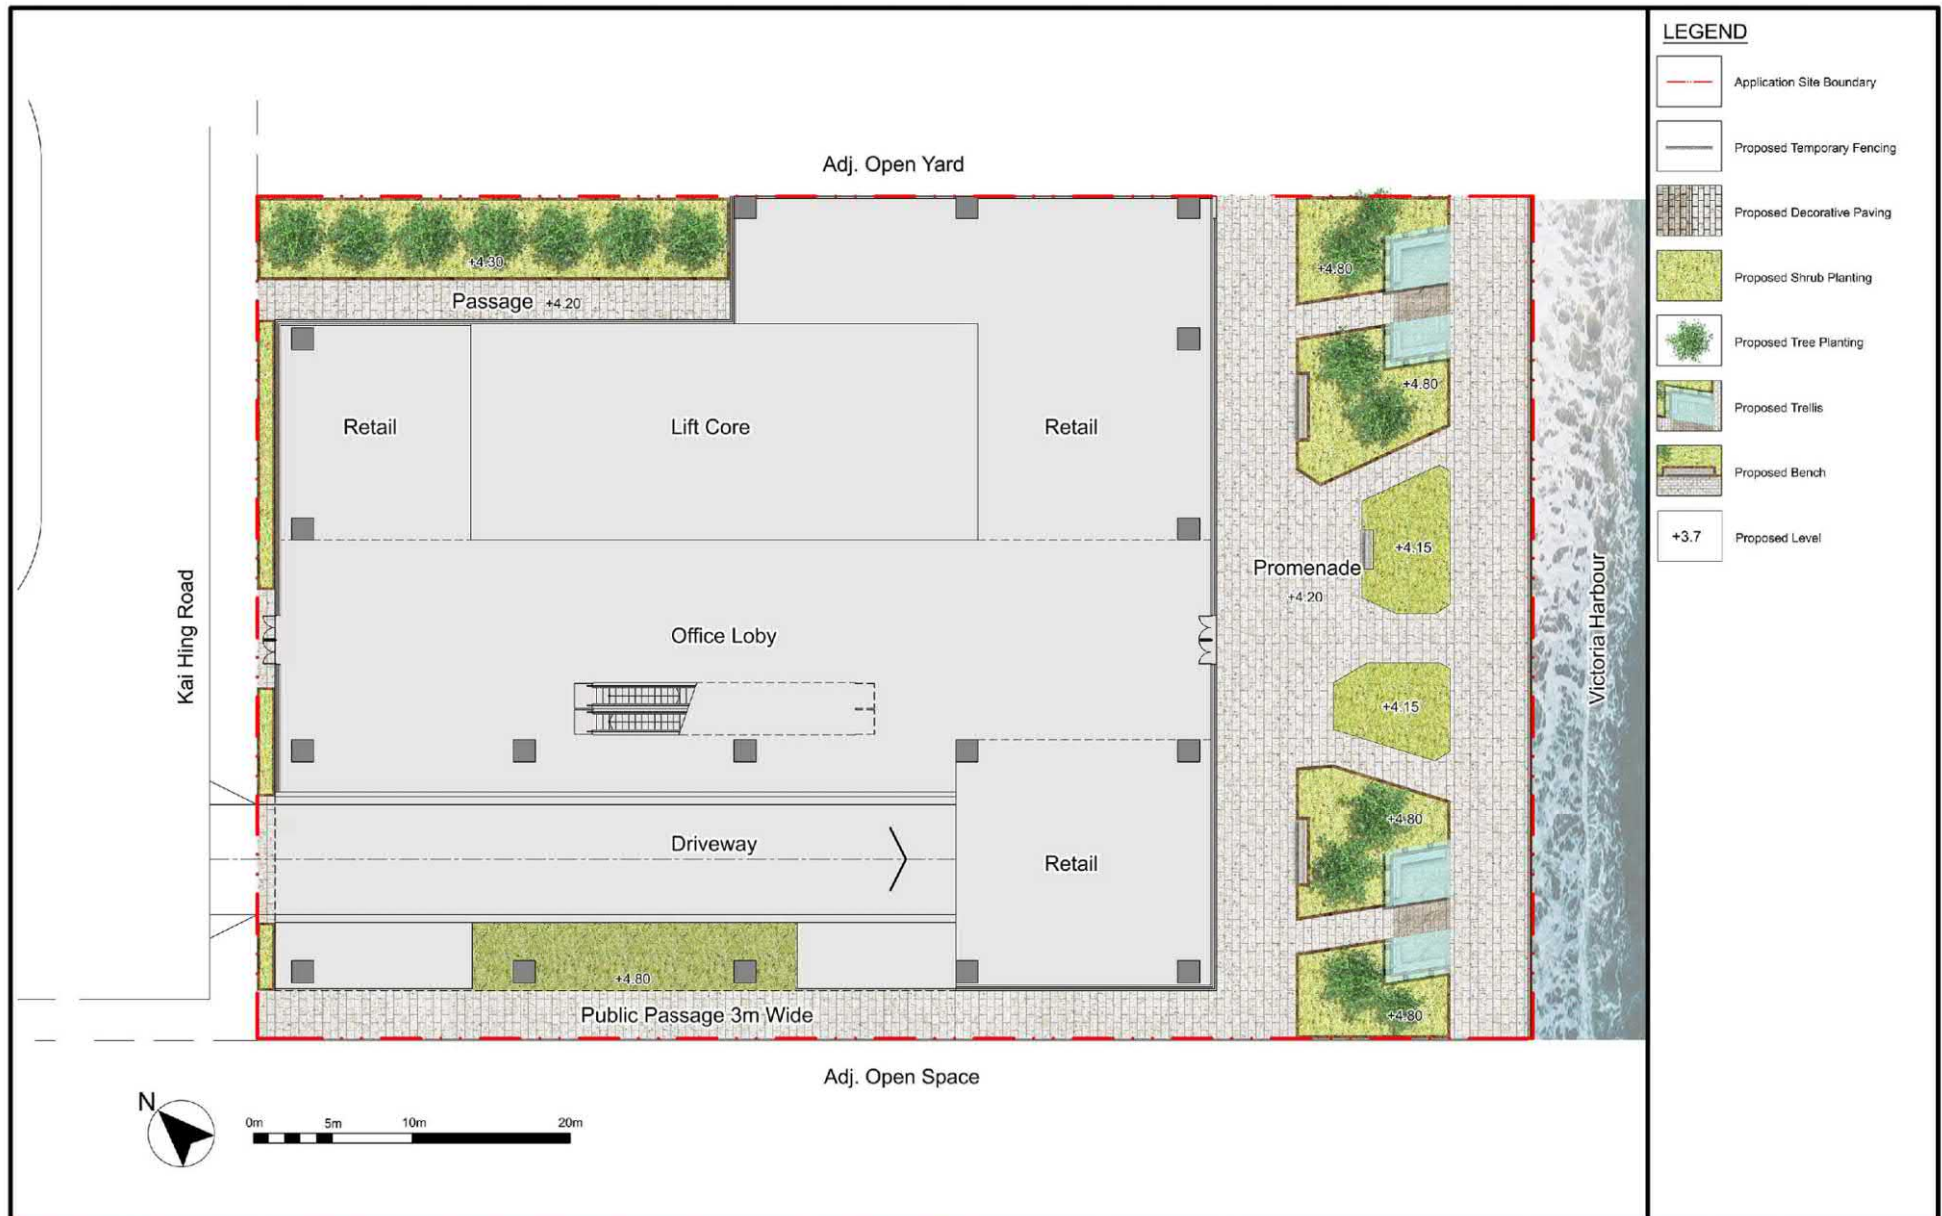 LEGEND
Application Site Boundary
Proposed Temporary Fencing
Proposed Decorative Paving
Proposed Shrub Planting
Proposed Tree Planting
Proposed Trellis
Proposed Bench
+3.7
Proposed Level
Adj. Open Yard
+4.30
Passage +4.20
+4.80
+4.80
Retail
Lift Core
Retail
+4.15
Promenade
+4.20
Kai Hing Road
Office Loby
Victoria Harbour
+4.15
+4.80
Driveway
Retail
+4.80
Public Passage 3m Wide
+4.80
Adj. Open Space
N
0m 5m 10m 20m